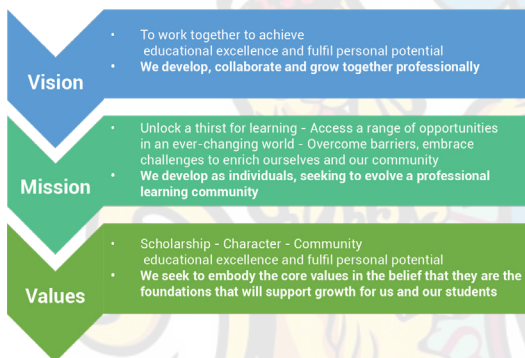 Vision
• To work together to achieve
educational excellence and fulfil personal potential
• We develop, collaborate and grow together professionally
Mission
• Unlock a thirst for learning - Access a range of opportunities
in an ever-changing world - Overcome barriers, embrace
challenges to enrich ourselves and our community
• We develop as individuals, seeking to evolve a professional
learning community
Values
• Scholarship - Character - Community
educational excellence and fulfil personal potential
• We seek to embody the core values in the belief that they are the
foundations that will support growth for us and our students